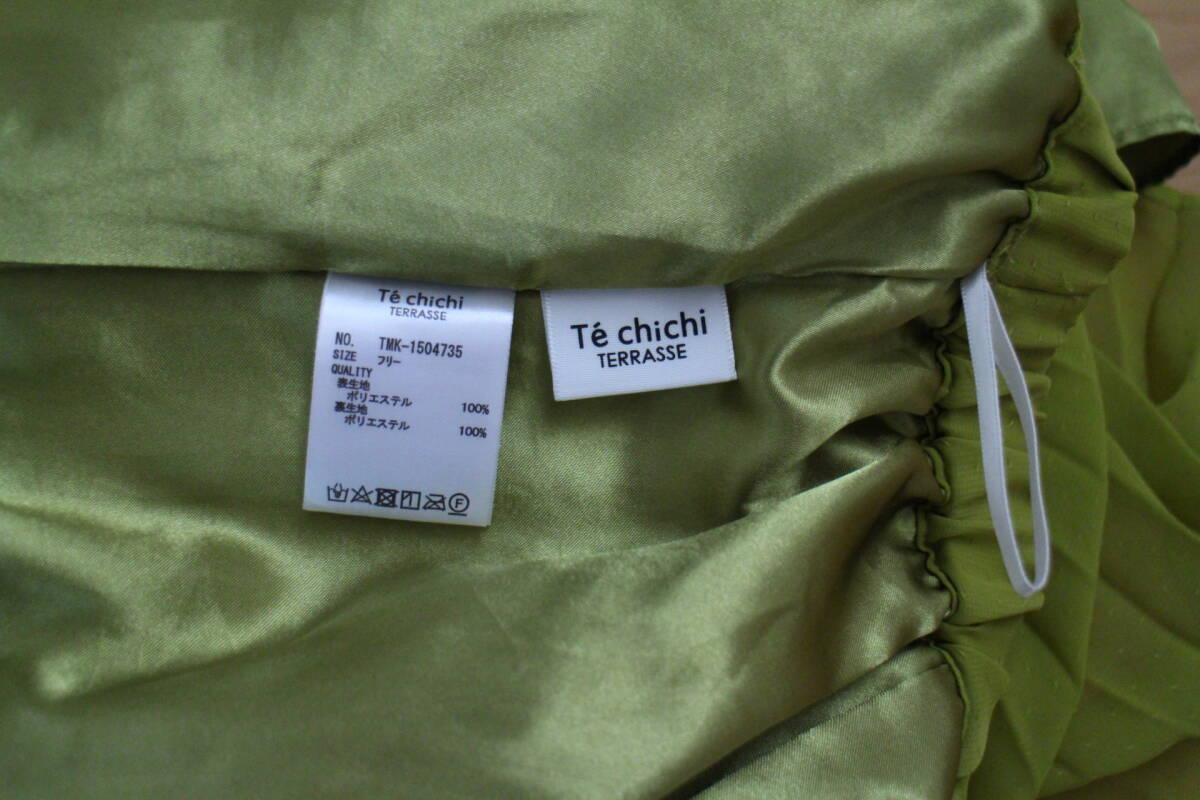 Té chichi
TERRASSE
NO. TMK-1504735
SIZE フリー
QUALITY
表生地
ポリエステル 100%
裏生地
ポリエステル 100%
F
Té chichi
TERRASSE